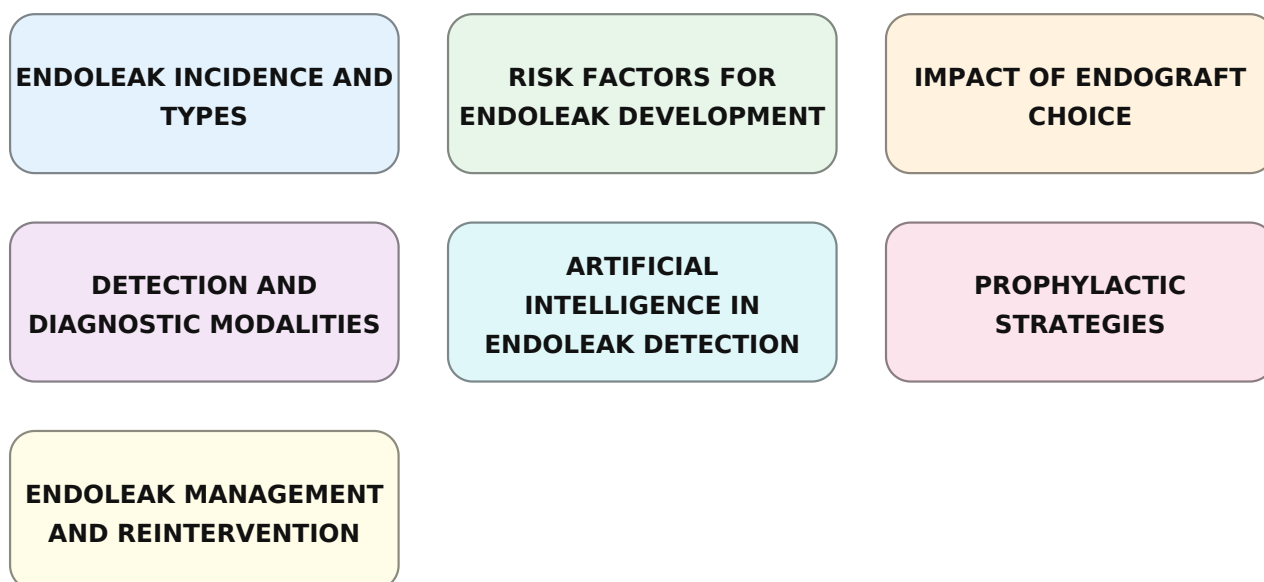 ENDOLEAK INCIDENCE AND
TYPES
RISK FACTORS FOR
ENDOLEAK DEVELOPMENT
IMPACT OF ENDOGRAFT
CHOICE
DETECTION AND
DIAGNOSTIC MODALITIES
ARTIFICIAL
INTELLIGENCE IN
ENDOLEAK DETECTION
PROPHYLACTIC
STRATEGIES
ENDOLEAK MANAGEMENT
AND REINTERVENTION